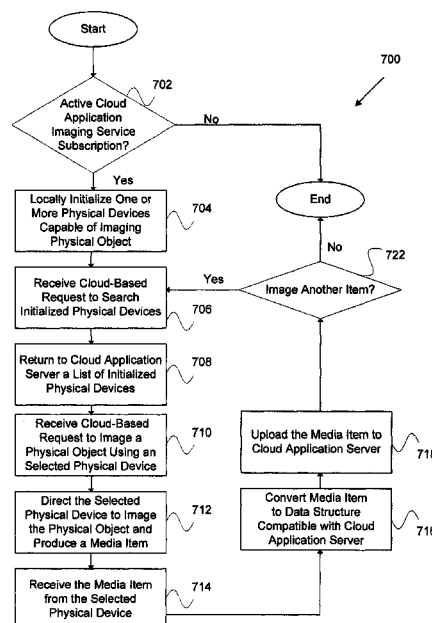 Start
702
700
Active Cloud
Application
Imaging Service
Subscription?
No
Yes
Locally Initialize One or
More Physical Devices
Capable of Imaging
Physical Object
704
End
No
722
Receive Cloud-Based
Request to Search
Initialized Physical Devices
706
Yes
Image Another Item?
Return to Cloud Application
Server a List of Initialized
Physical Devices
708
Receive Cloud-Based
Request to Image a
Physical Object Using an
Selected Physical Device
710
Upload the Media Item to
Cloud Application Server
718
Direct the Selected
Physical Device to Image
the Physical Object and
Produce a Media Item
712
Convert Media Item
to Data Structure
Compatible with Cloud
Application Server
716
Receive the Media Item
from the Selected
Physical Device
714